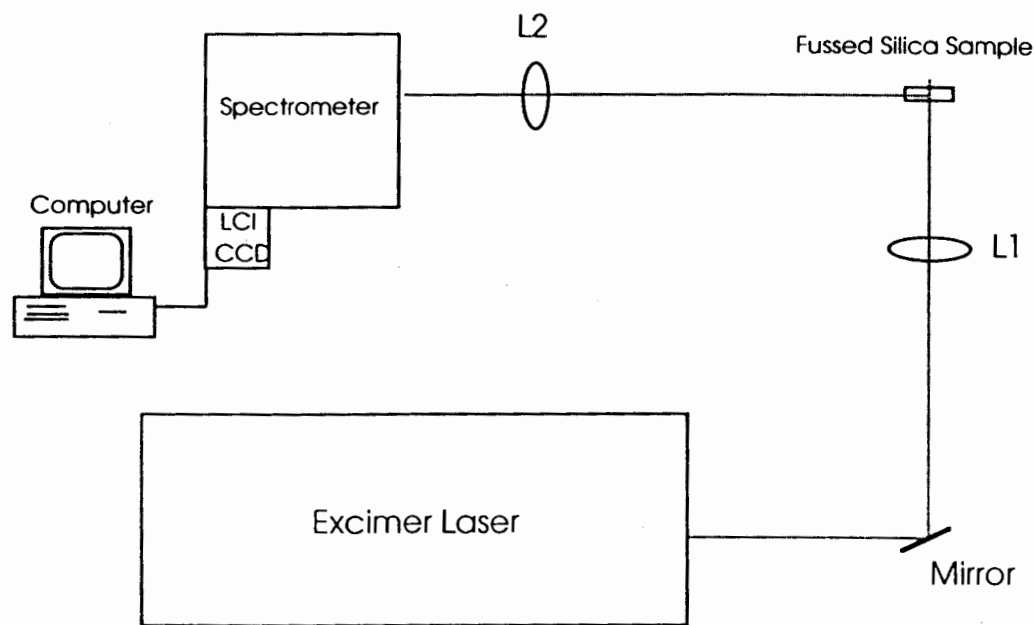 L2
Fussed Silica Sample
Spectrometer
Computer
LCI
CCD
L1
Excimer Laser
Mirror